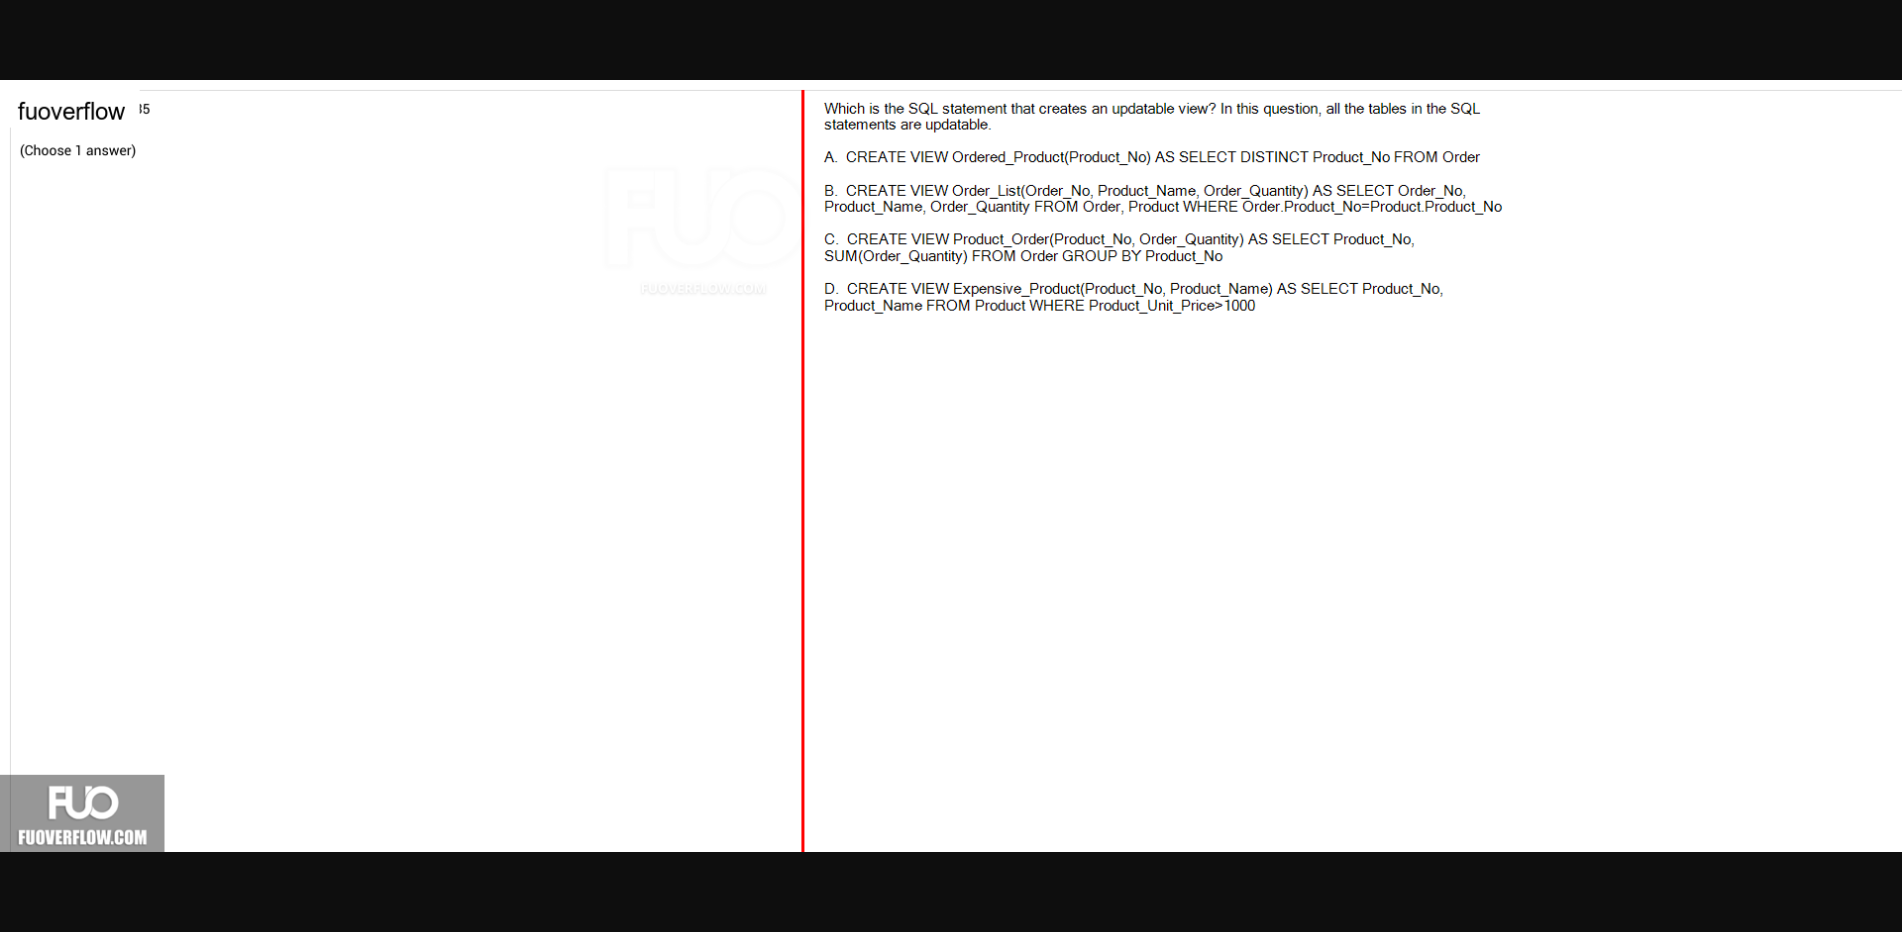 fuoverflow
35
(Choose 1 answer)
FUO
FUOVERFLOW.COM
FUO
FUOVERFLOW.COM
Which is the SQL statement that creates an updatable view? In this question, all the tables in the SQL
statements are updatable.
A. CREATE VIEW Ordered_Product(Product_No) AS SELECT DISTINCT Product_No FROM Order
B. CREATE VIEW Order_List(Order_No, Product_Name, Order_Quantity) AS SELECT Order_No,
Product_Name, Order_Quantity FROM Order, Product WHERE Order.Product_No=Product.Product_No
C. CREATE VIEW Product_Order(Product_No, Order_Quantity) AS SELECT Product_No,
SUM(Order_Quantity) FROM Order GROUP BY Product_No
D. CREATE VIEW Expensive_Product(Product_No, Product_Name) AS SELECT Product_No,
Product_Name FROM Product WHERE Product_Unit_Price>1000